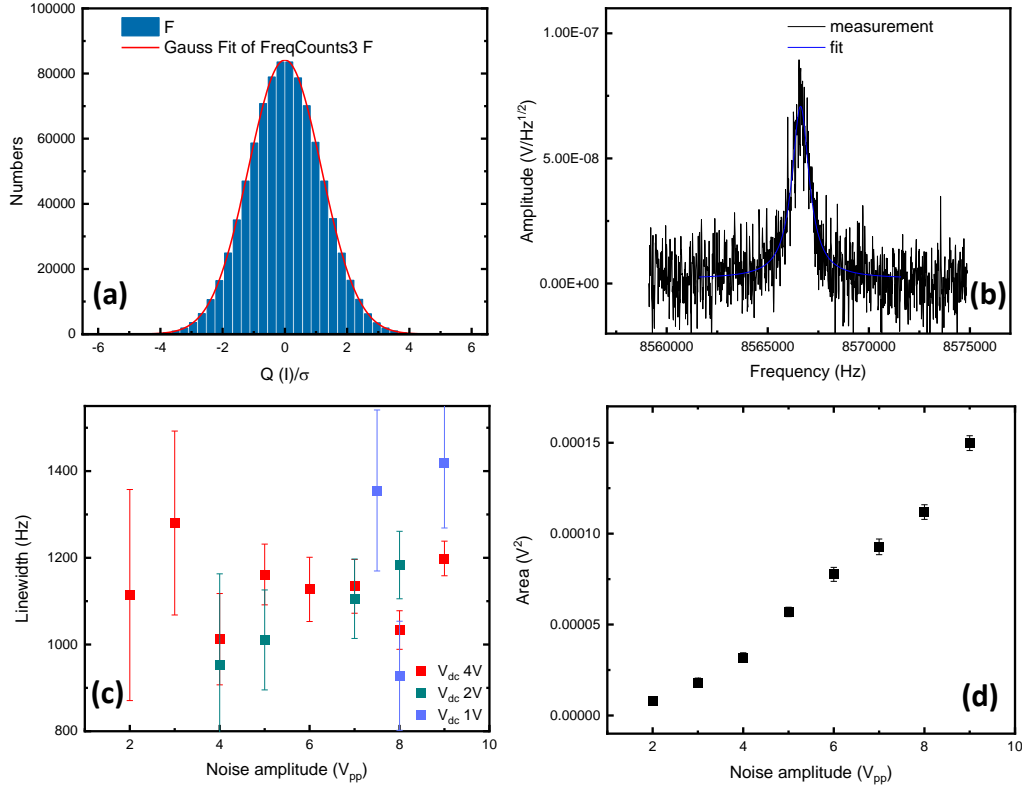 F
Gauss Fit of FreqCounts3 F
100000
80000
60000
40000
20000
0
Numbers
(a)
-6 -4 -2 0 2 4 6
Q (I)/σ
measurement
fit
1.00E-07
5.00E-08
0.00E+00
Amplitude (V/Hz^1/2)
(b)
8560000 8565000 8570000 8575000
Frequency (Hz)
1400
1200
1000
800
Linewidth (Hz)
(c)
V_dc 4V
V_dc 2V
V_dc 1V
2 4 6 8 10
Noise amplitude (V_pp)
0.00015
0.00010
0.00005
0.00000
Area (V^2)
(d)
2 4 6 8 10
Noise amplitude (V_pp)